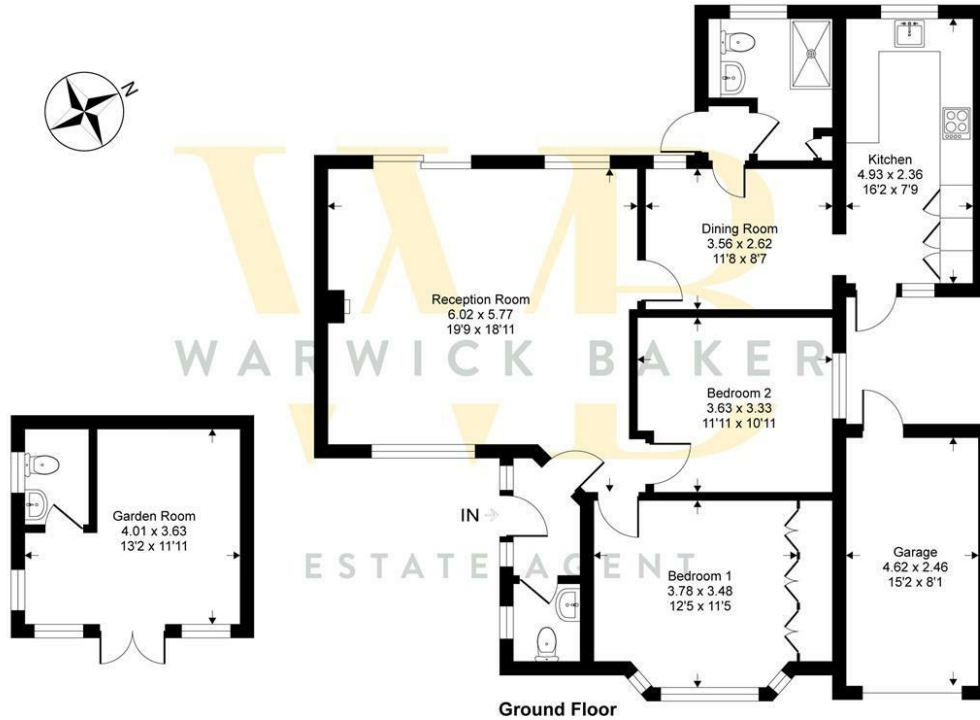 N
WB
WARWICK BAKER
ESTATE AGENT
Kitchen
4.93 x 2.36
16'2 x 7'9
Dining Room
3.56 x 2.62
11'8 x 8'7
Reception Room
6.02 x 5.77
19'9 x 18'11
Bedroom 2
3.63 x 3.33
11'11 x 10'11
IN
Garden Room
4.01 x 3.63
13'2 x 11'11
Bedroom 1
3.78 x 3.48
12'5 x 11'5
Garage
4.62 x 2.46
15'2 x 8'1
Ground Floor